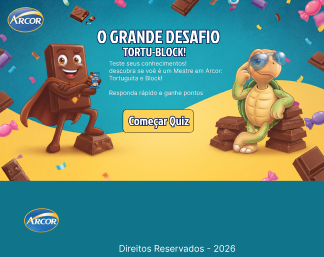 ARCOR
O GRANDE DESAFIO
TORTU-BLOCK!
Teste seus conhecimentos!
descubra se voê é um Mestre em Arcor:
Tortuguita e Block!
Responda rápido e ganhe pontos.
Começar Quiz
ARCOR
Direitos Reservados - 2026